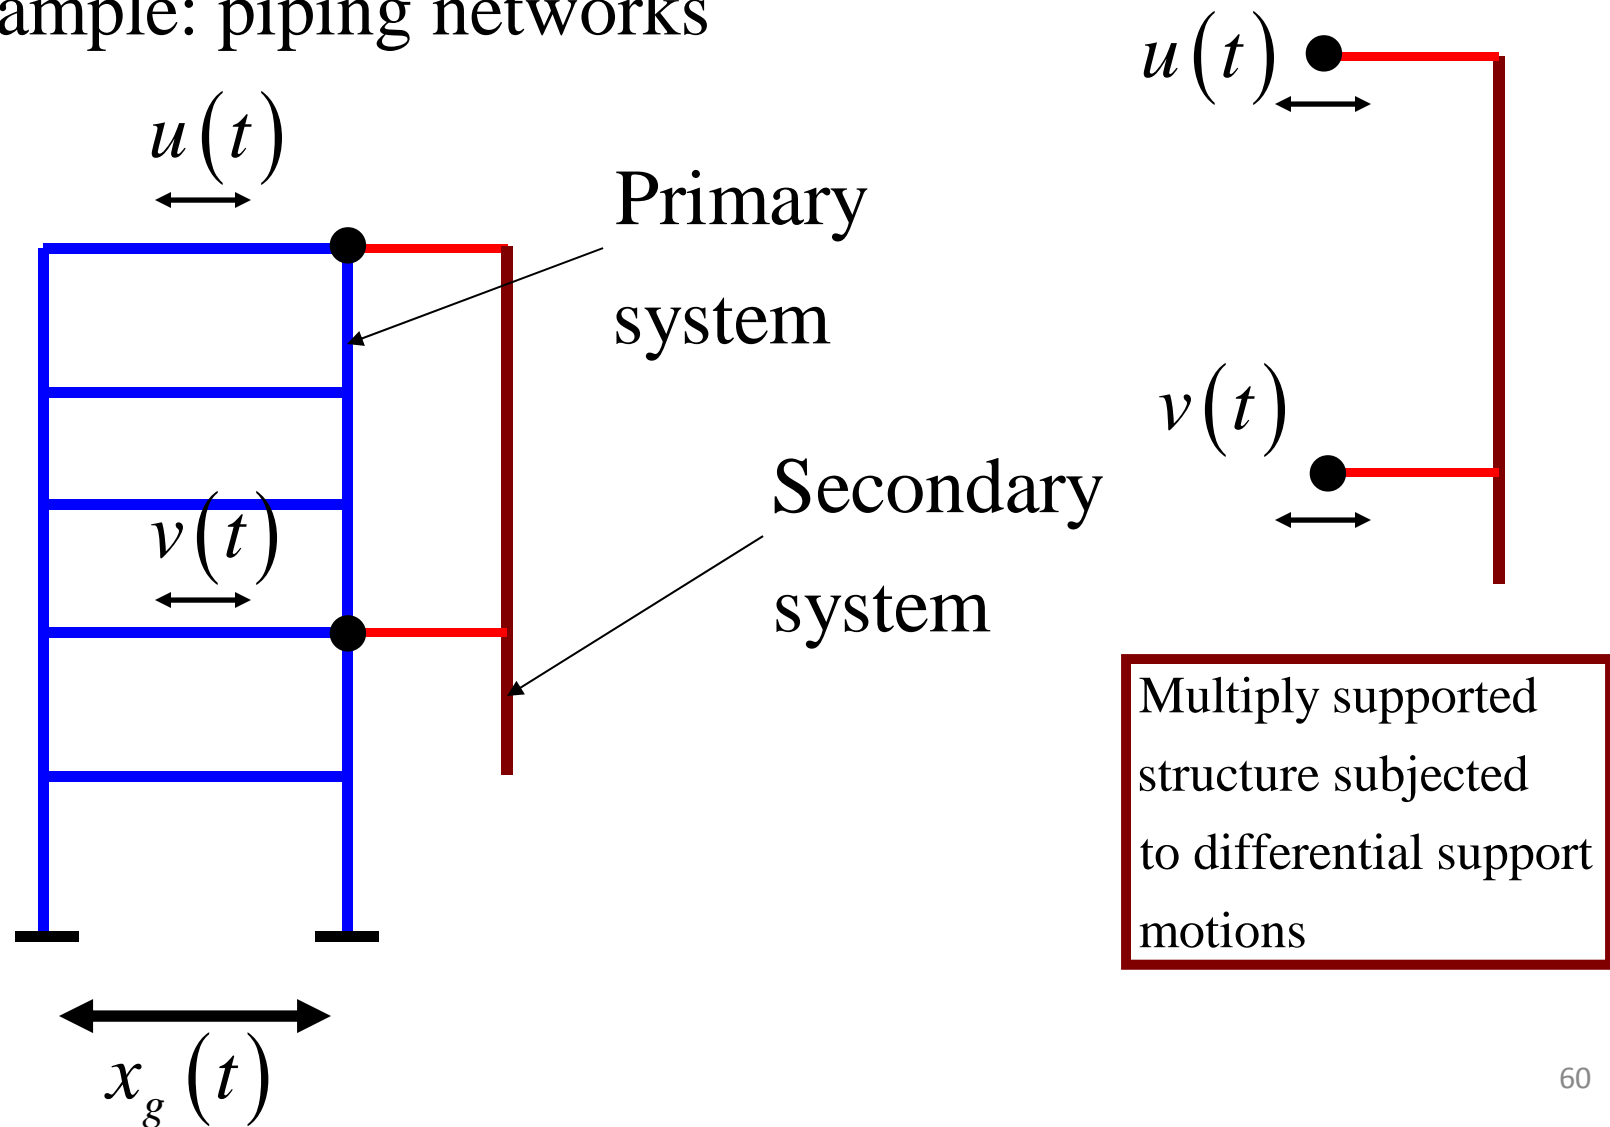 ample: piping networks
u(t)
Primary
system
v(t)
Secondary
system
x_g(t)
u(t)
v(t)
Multiply supported
structure subjected
to differential support
motions
60